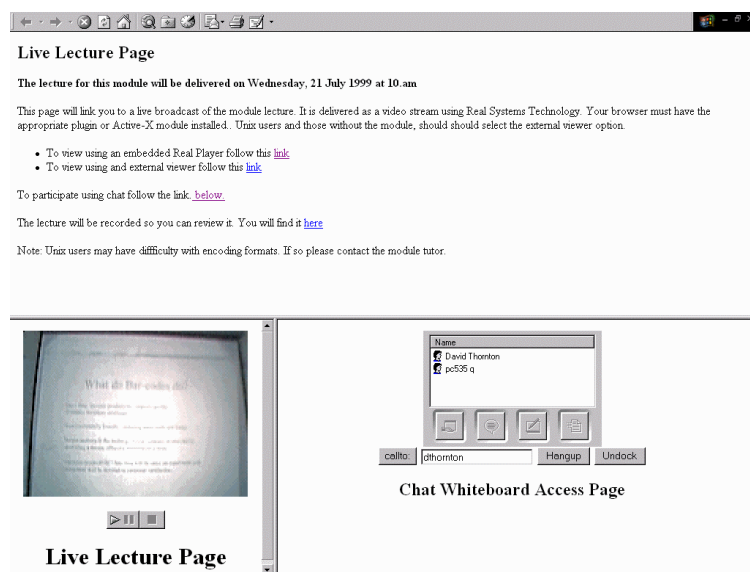 Live Lecture Page
The lecture for this module will be delivered on Wednesday, 21 July 1999 at 10.am
This page will link you to a live broadcast of the module lecture. It is delivered as a video stream using Real Systems Technology. Your browser must have the
appropriate plugin or Active-X module installed.. Unix users and those without the module, should should select the external viewer option.
To view using an embedded Real Player follow this link
To view using and external viewer follow this link
To participate using chat follow the link. below.
The lecture will be recorded so you can review it. You will find it here
Note: Unix users may have diffficulty with encoding formats. If so please contact the module tutor.
What do Bar-codes do?
Live Lecture Page
Name
David Thornton
pc535 q
callto: dthornton Hangup Undock
Chat Whiteboard Access Page